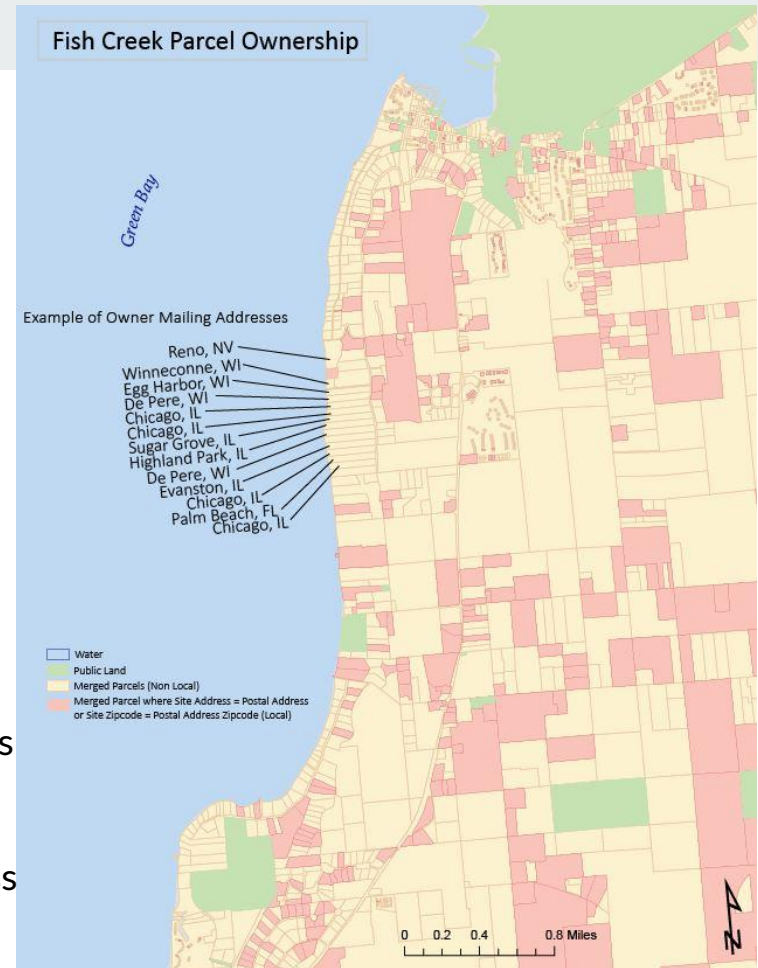 Fish Creek Parcel Ownership
Green Bay
Example of Owner Mailing Addresses
Reno, NV
Winneconne, WI
Egg Harbor, WI
De Pere, WI
Chicago, IL
Chicago, IL
Sugar Grove, IL
Highland Park, IL
De Pere, WI
Evanston, IL
Chicago, IL
Palm Beach, FL
Chicago, IL
Water
Public Land
Merged Parcels (Non Local)
Merged Parcel where Site Address = Postal Address
or Site Zipcode = Postal Address Zipcode (Local)
s
s
0 0.2 0.4 0.8 Miles
N